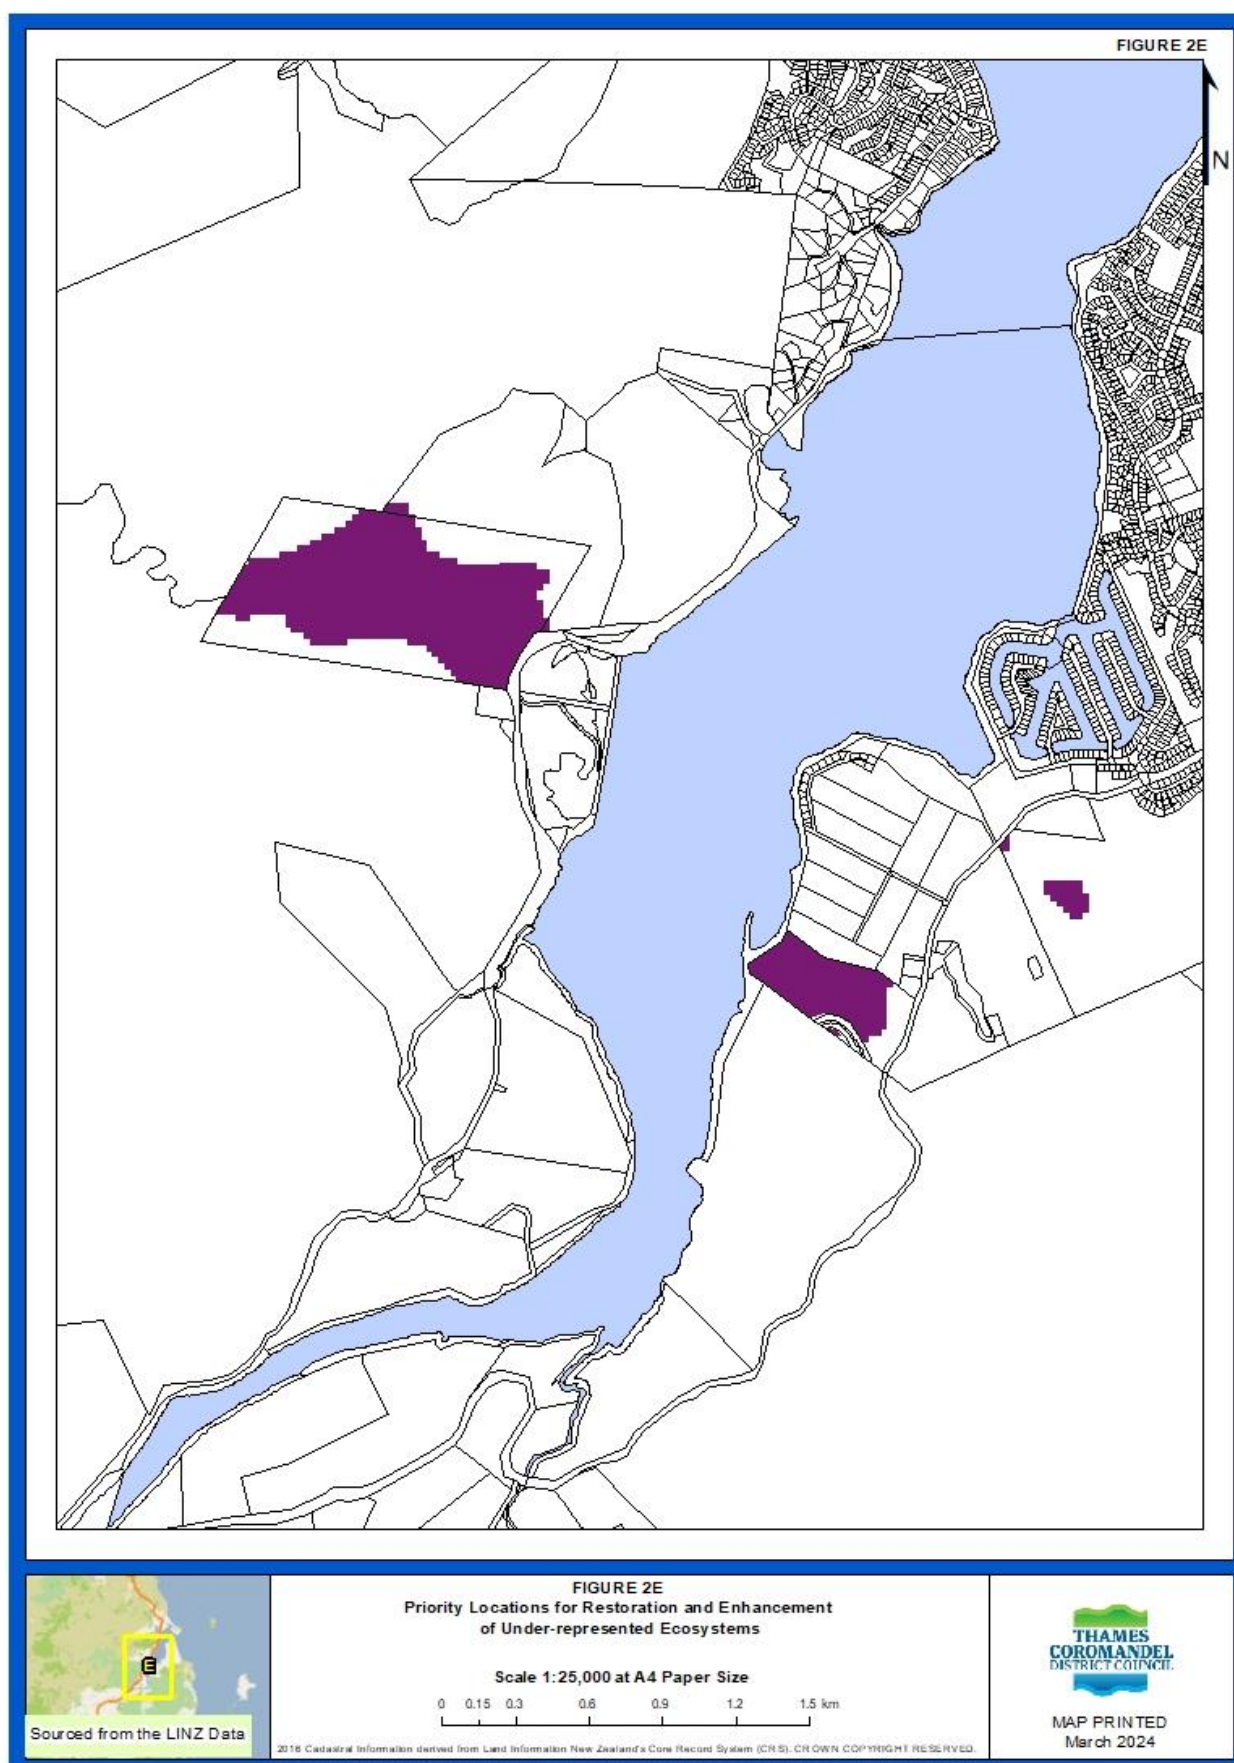 FIGURE 2E
N
E
Sourced from the LINZ Data
FIGURE 2E
Priority Locations for Restoration and Enhancement
of Under-represented Ecosystems
Scale 1:25,000 at A4 Paper Size
0 0.15 0.3 0.6 0.9 1.2 1.5 km
2016 Cadastral Information derived from Land Information New Zealand's Core Record System (CRS). CROWN COPYRIGHT RESERVED.
THAMES
COROMANDEL
DISTRICT COUNCIL
MAP PRINTED
March 2024